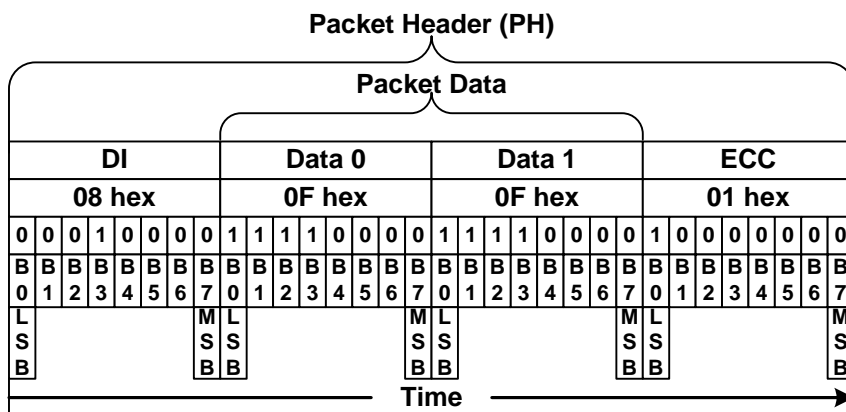 Packet Header (PH)
Packet Data
DI Data 0 Data 1 ECC
08 hex 0F hex 0F hex 01 hex
0 0 0 1 0 0 0 0 1 1 1 1 0 0 0 0 1 1 1 1 0 0 0 0 1 0 0 0 0 0 0 0
B0 B1 B2 B3 B4 B5 B6 B7 B0 B1 B2 B3 B4 B5 B6 B7 B0 B1 B2 B3 B4 B5 B6 B7 B0 B1 B2 B3 B4 B5 B6 B7
LSB MSB LSB MSB LSB MSB LSB MSB
Time